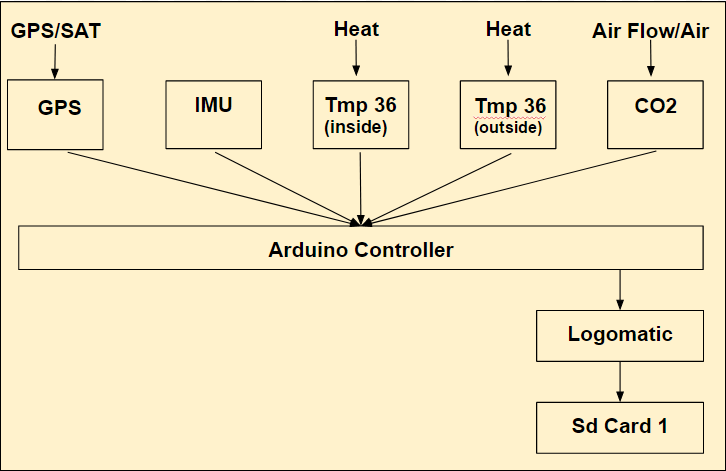 GPS/SAT
Heat
Heat
Air Flow/Air
GPS
IMU
Tmp 36
(inside)
Tmp 36
(outside)
CO2
Arduino Controller
Logomatic
Sd Card 1